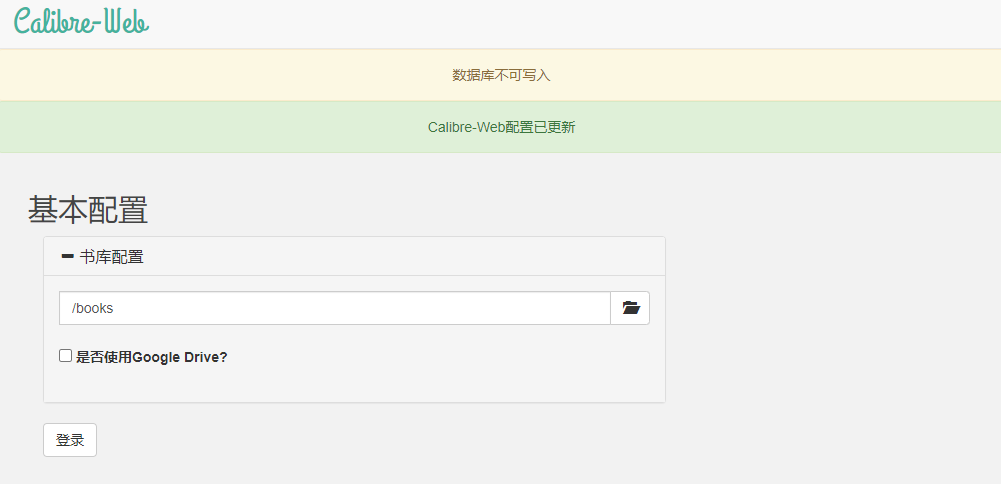 Calibre-Web
数据库不可写入
Calibre-Web配置已更新
基本配置
书库配置
/books
是否使用Google Drive?
登录